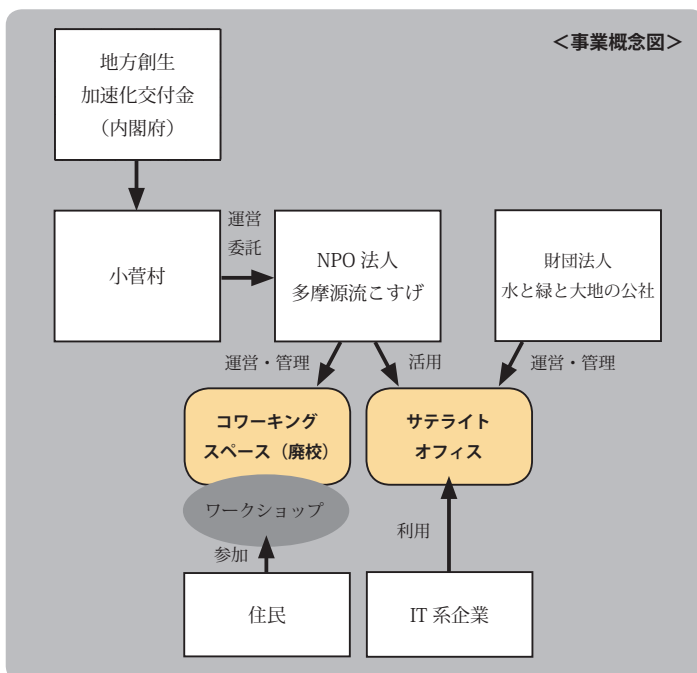 <事業概念図>
地方創生
加速化交付金
（内閣府）
小菅村
運営
委託
NPO 法人
多摩源流こすげ
財団法人
水と緑と大地の公社
運営・管理
活用
運営・管理
コワーキング
スペース（廃校）
サテライト
オフィス
ワークショップ
参加
利用
住民
IT 系企業